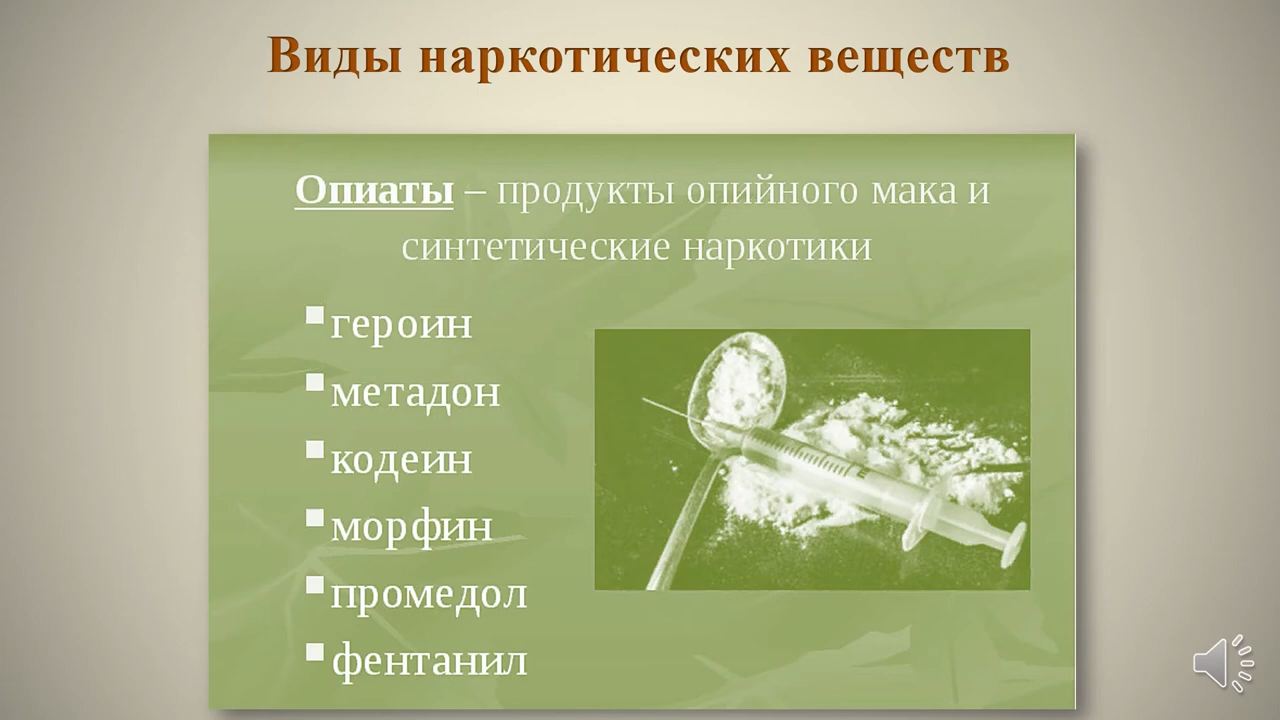 Виды наркотических веществ
Опиаты – продукты опийного мака и
синтетические наркотики
героин
метадон
кодеин
морфин
промедол
фентанил